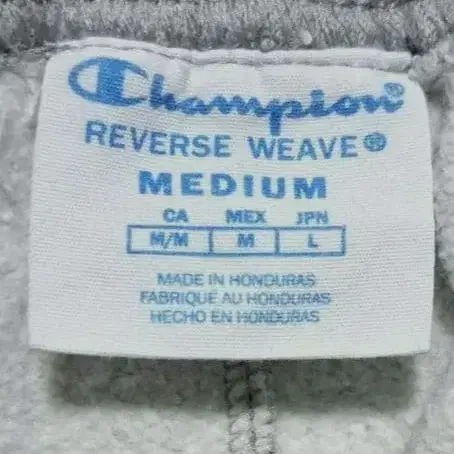 Champion®
REVERSE WEAVE®
MEDIUM
CA MEX JPN
M/M M L
MADE IN HONDURAS
FABRIQUE AU HONDURAS
HECHO EN HONDURAS